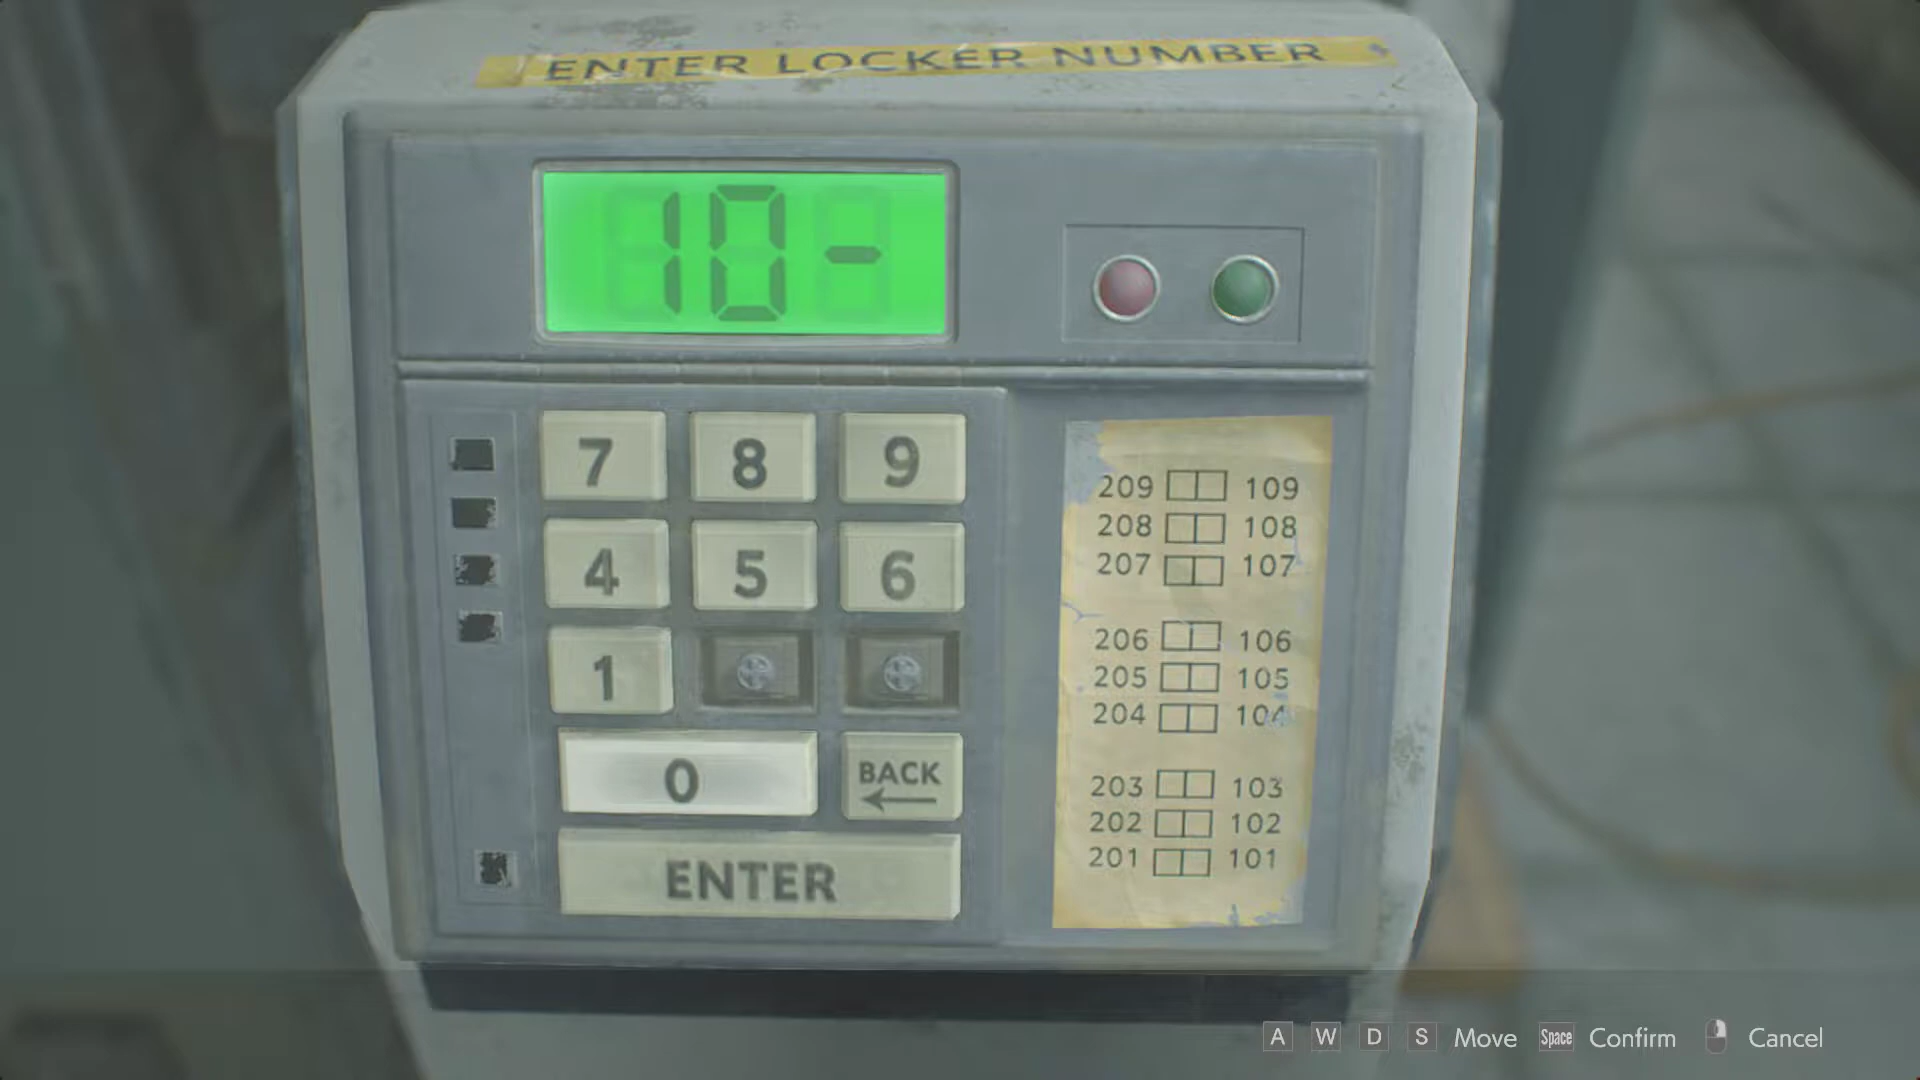 ENTER LOCKER NUMBER
10-
7 8 9
4 5 6
1
0 BACK
ENTER
209 109
208 108
207 107
206 106
205 105
204 104
203 103
202 102
201 101
A W D S Move Space Confirm Cancel